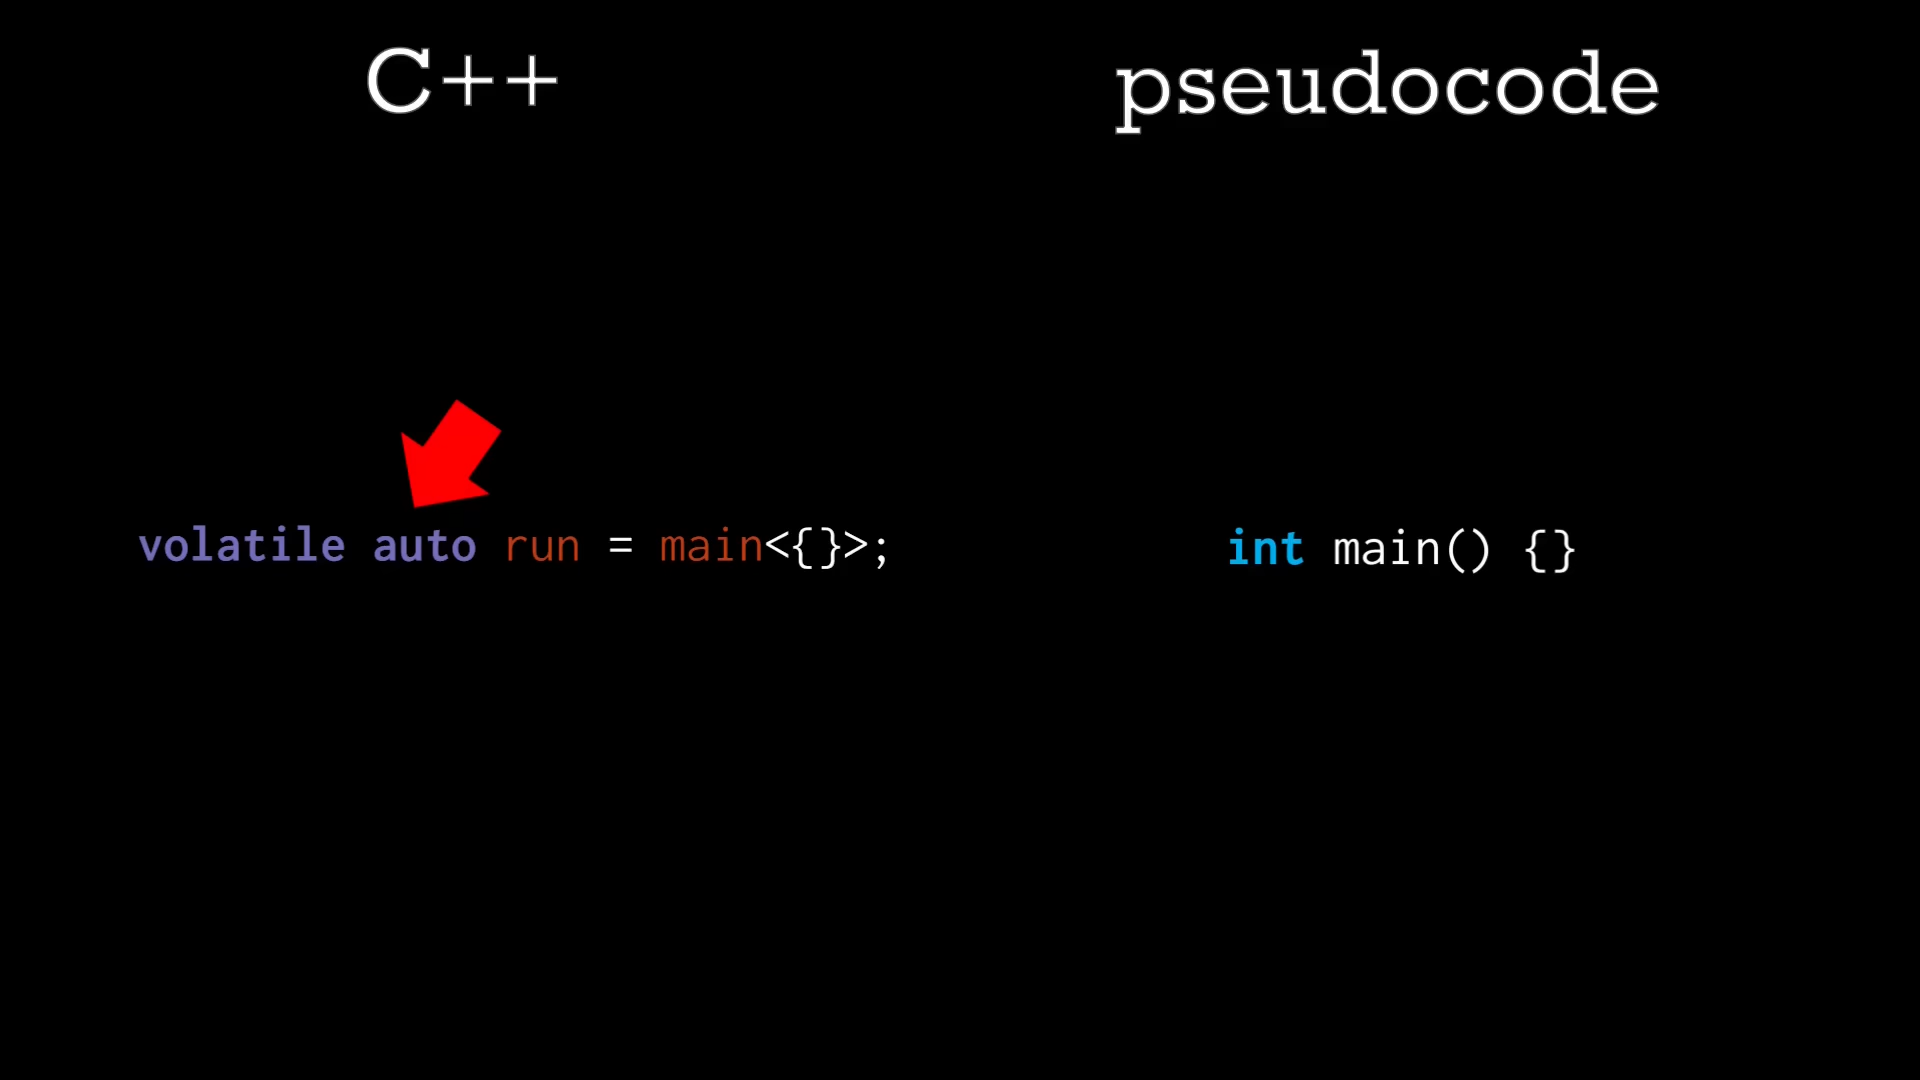 C++
pseudocode
volatile auto run = main<{}>;
int main() {}